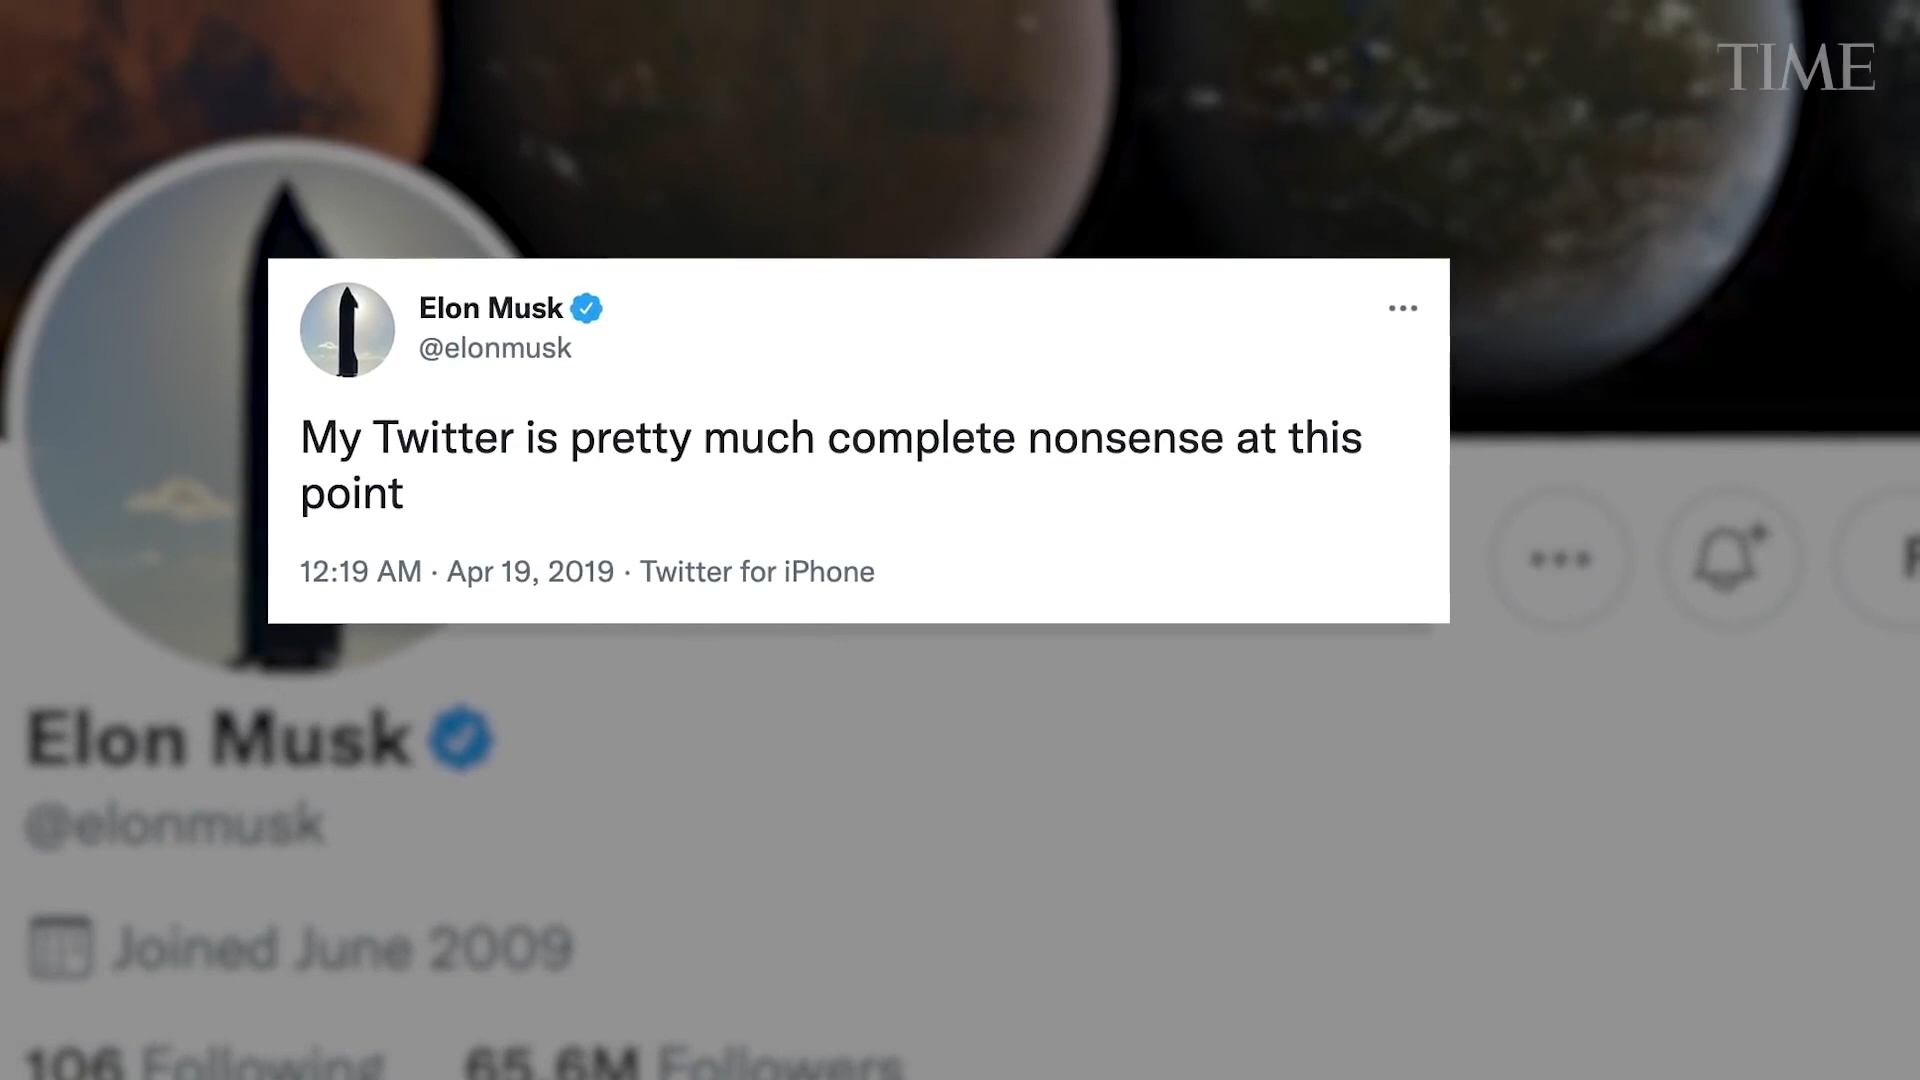 TIME
Elon Musk
@elonmusk
My Twitter is pretty much complete nonsense at this
point
12:19 AM · Apr 19, 2019 · Twitter for iPhone
Elon Musk
@elonmusk
Joined June 2009
106 Following 65.6M Followers